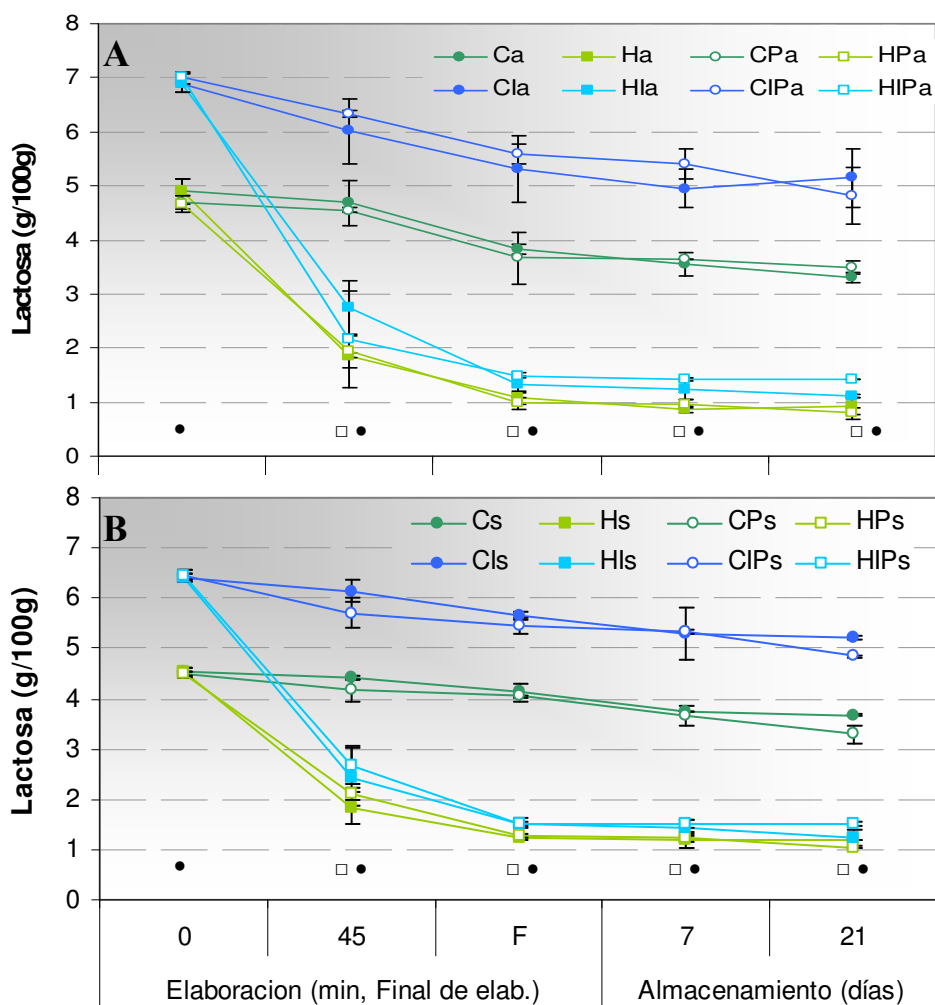 8
A
Ca Ha CPa HPa
7
CIa HIa CIPa HIPa
6
5
4
3
2
1
0
Lactosa (g/100g)
8
B
Cs Hs CPs HPs
7
CIs HIs CIPs HIPs
6
5
4
3
2
1
0
Lactosa (g/100g)
0 45 F 7 21
Elaboracion (min, Final de elab.) Almacenamiento (días)